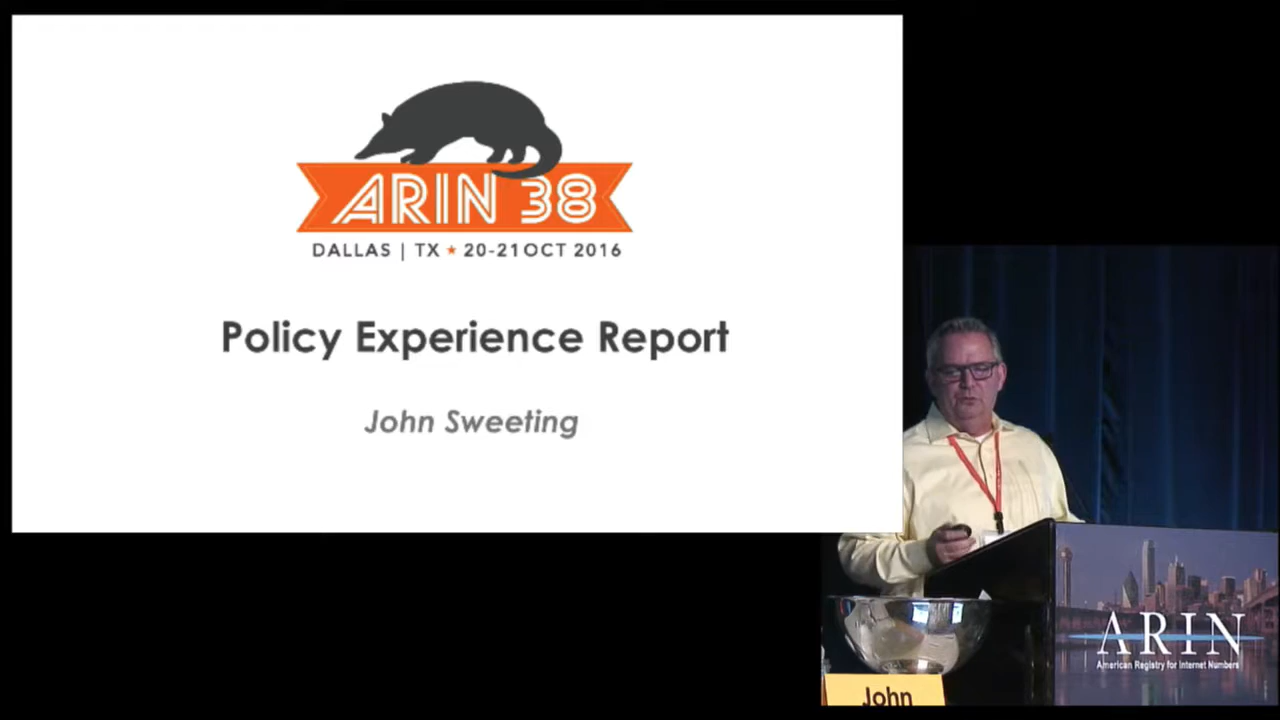 ARIN 38
DALLAS | TX ★ 20-21 OCT 2016
Policy Experience Report
John Sweeting
ARIN
American Registry for Internet Numbers
John